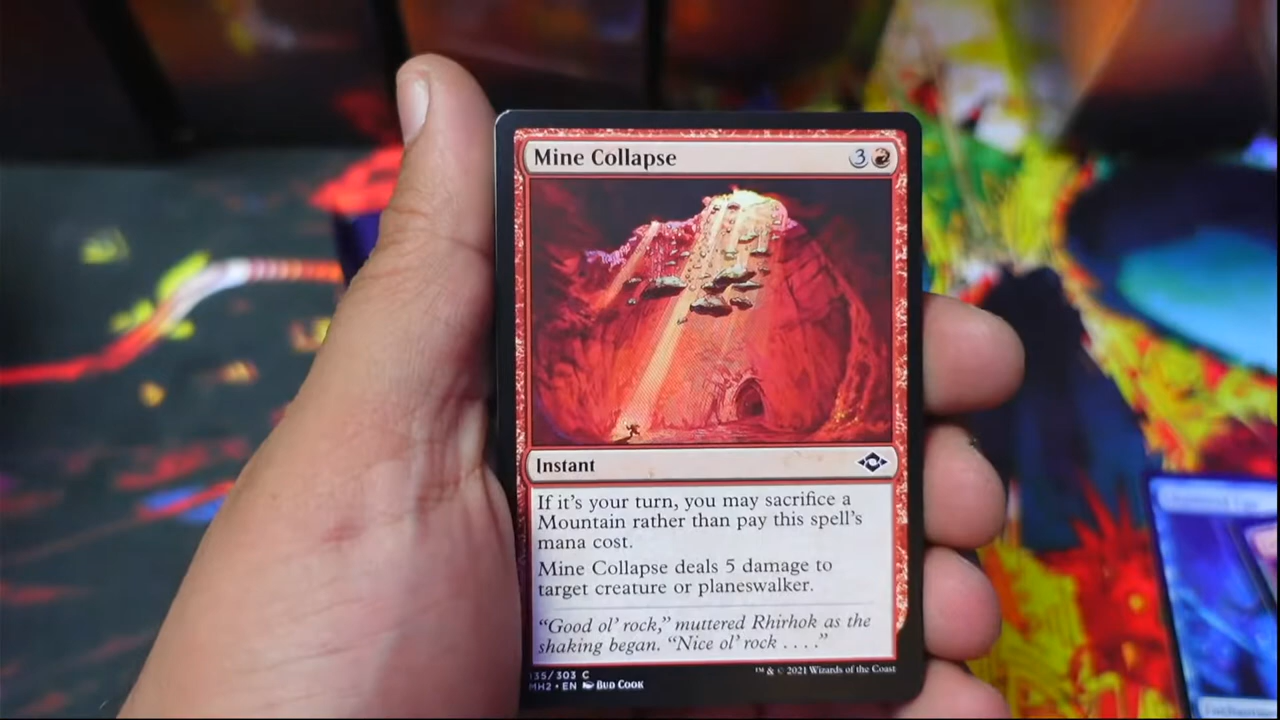 Mine Collapse 3
Instant
If it's your turn, you may sacrifice a
Mountain rather than pay this spell's
mana cost.
Mine Collapse deals 5 damage to
target creature or planeswalker.
“Good ol' rock,” muttered Rhirhok as the
shaking began. “Nice ol' rock . . . .”
135/303 C
MH2 • EN Bud Cook
™ & © 2021 Wizards of the Coast